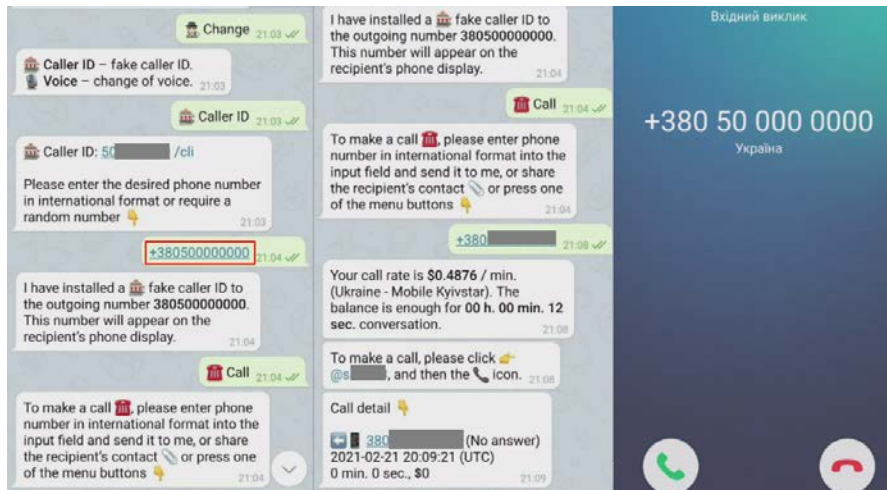 Change 21:03
Caller ID – fake caller ID.
Voice – change of voice. 21:03
Caller ID 21:03
Caller ID: 50 /cli
Please enter the desired phone number
in international format or require a
random number 21:03
+380500000000 21:04
I have installed a fake caller ID to
the outgoing number 380500000000.
This number will appear on the
recipient's phone display. 21:04
Call 21:04
To make a call, please enter phone
number in international format into the
input field and send it to me, or share
the recipient's contact or press one
of the menu buttons 21:04
I have installed a fake caller ID to
the outgoing number 380500000000.
This number will appear on the
recipient's phone display. 21:04
Call 21:04
To make a call, please enter phone
number in international format into the
input field and send it to me, or share
the recipient's contact or press one
of the menu buttons 21:04
+380 21:08
Your call rate is $0.4876 / min.
(Ukraine - Mobile Kyivstar). The
balance is enough for 00 h. 00 min. 12
sec. conversation. 21:08
To make a call, please click
@s, and then the icon. 21:08
Call detail
380 (No answer)
2021-02-21 20:09:21 (UTC)
0 min. 0 sec., $0 21:09
Вхідний виклик
+380 50 000 0000
Україна